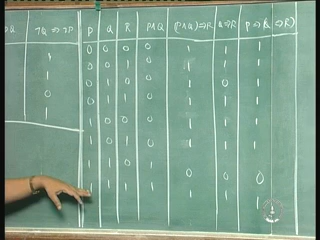 Q ¬Q ⇒ ¬P P Q R P∧Q (P∧Q)⇒R Q⇒R P⇒(Q⇒R)
1 0 0 0 0 1 1 1
1 0 0 1 0 1 1 1
0 0 1 0 0 1 0 1
1 0 1 1 0 1 1 1
1 0 0 0 1 1 1
1 0 1 0 1 1 1
1 1 0 1 0 0 0
1 1 1 1 1 1 1